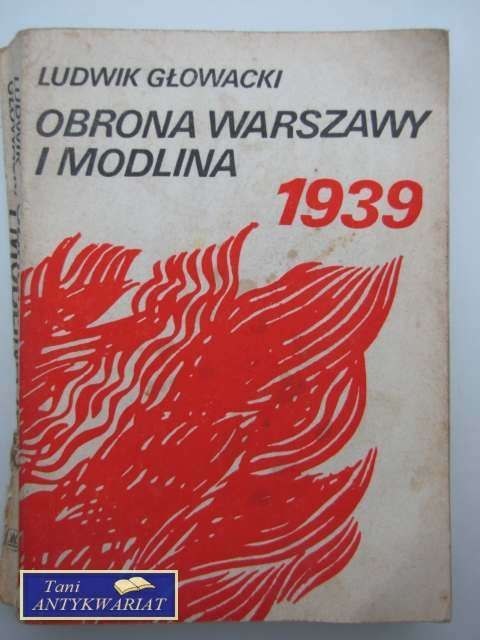 LUDWIK GŁOWACKI
OBRONA WARSZAWY
I MODLINA
1939
Tani
ANTYKWARIAT